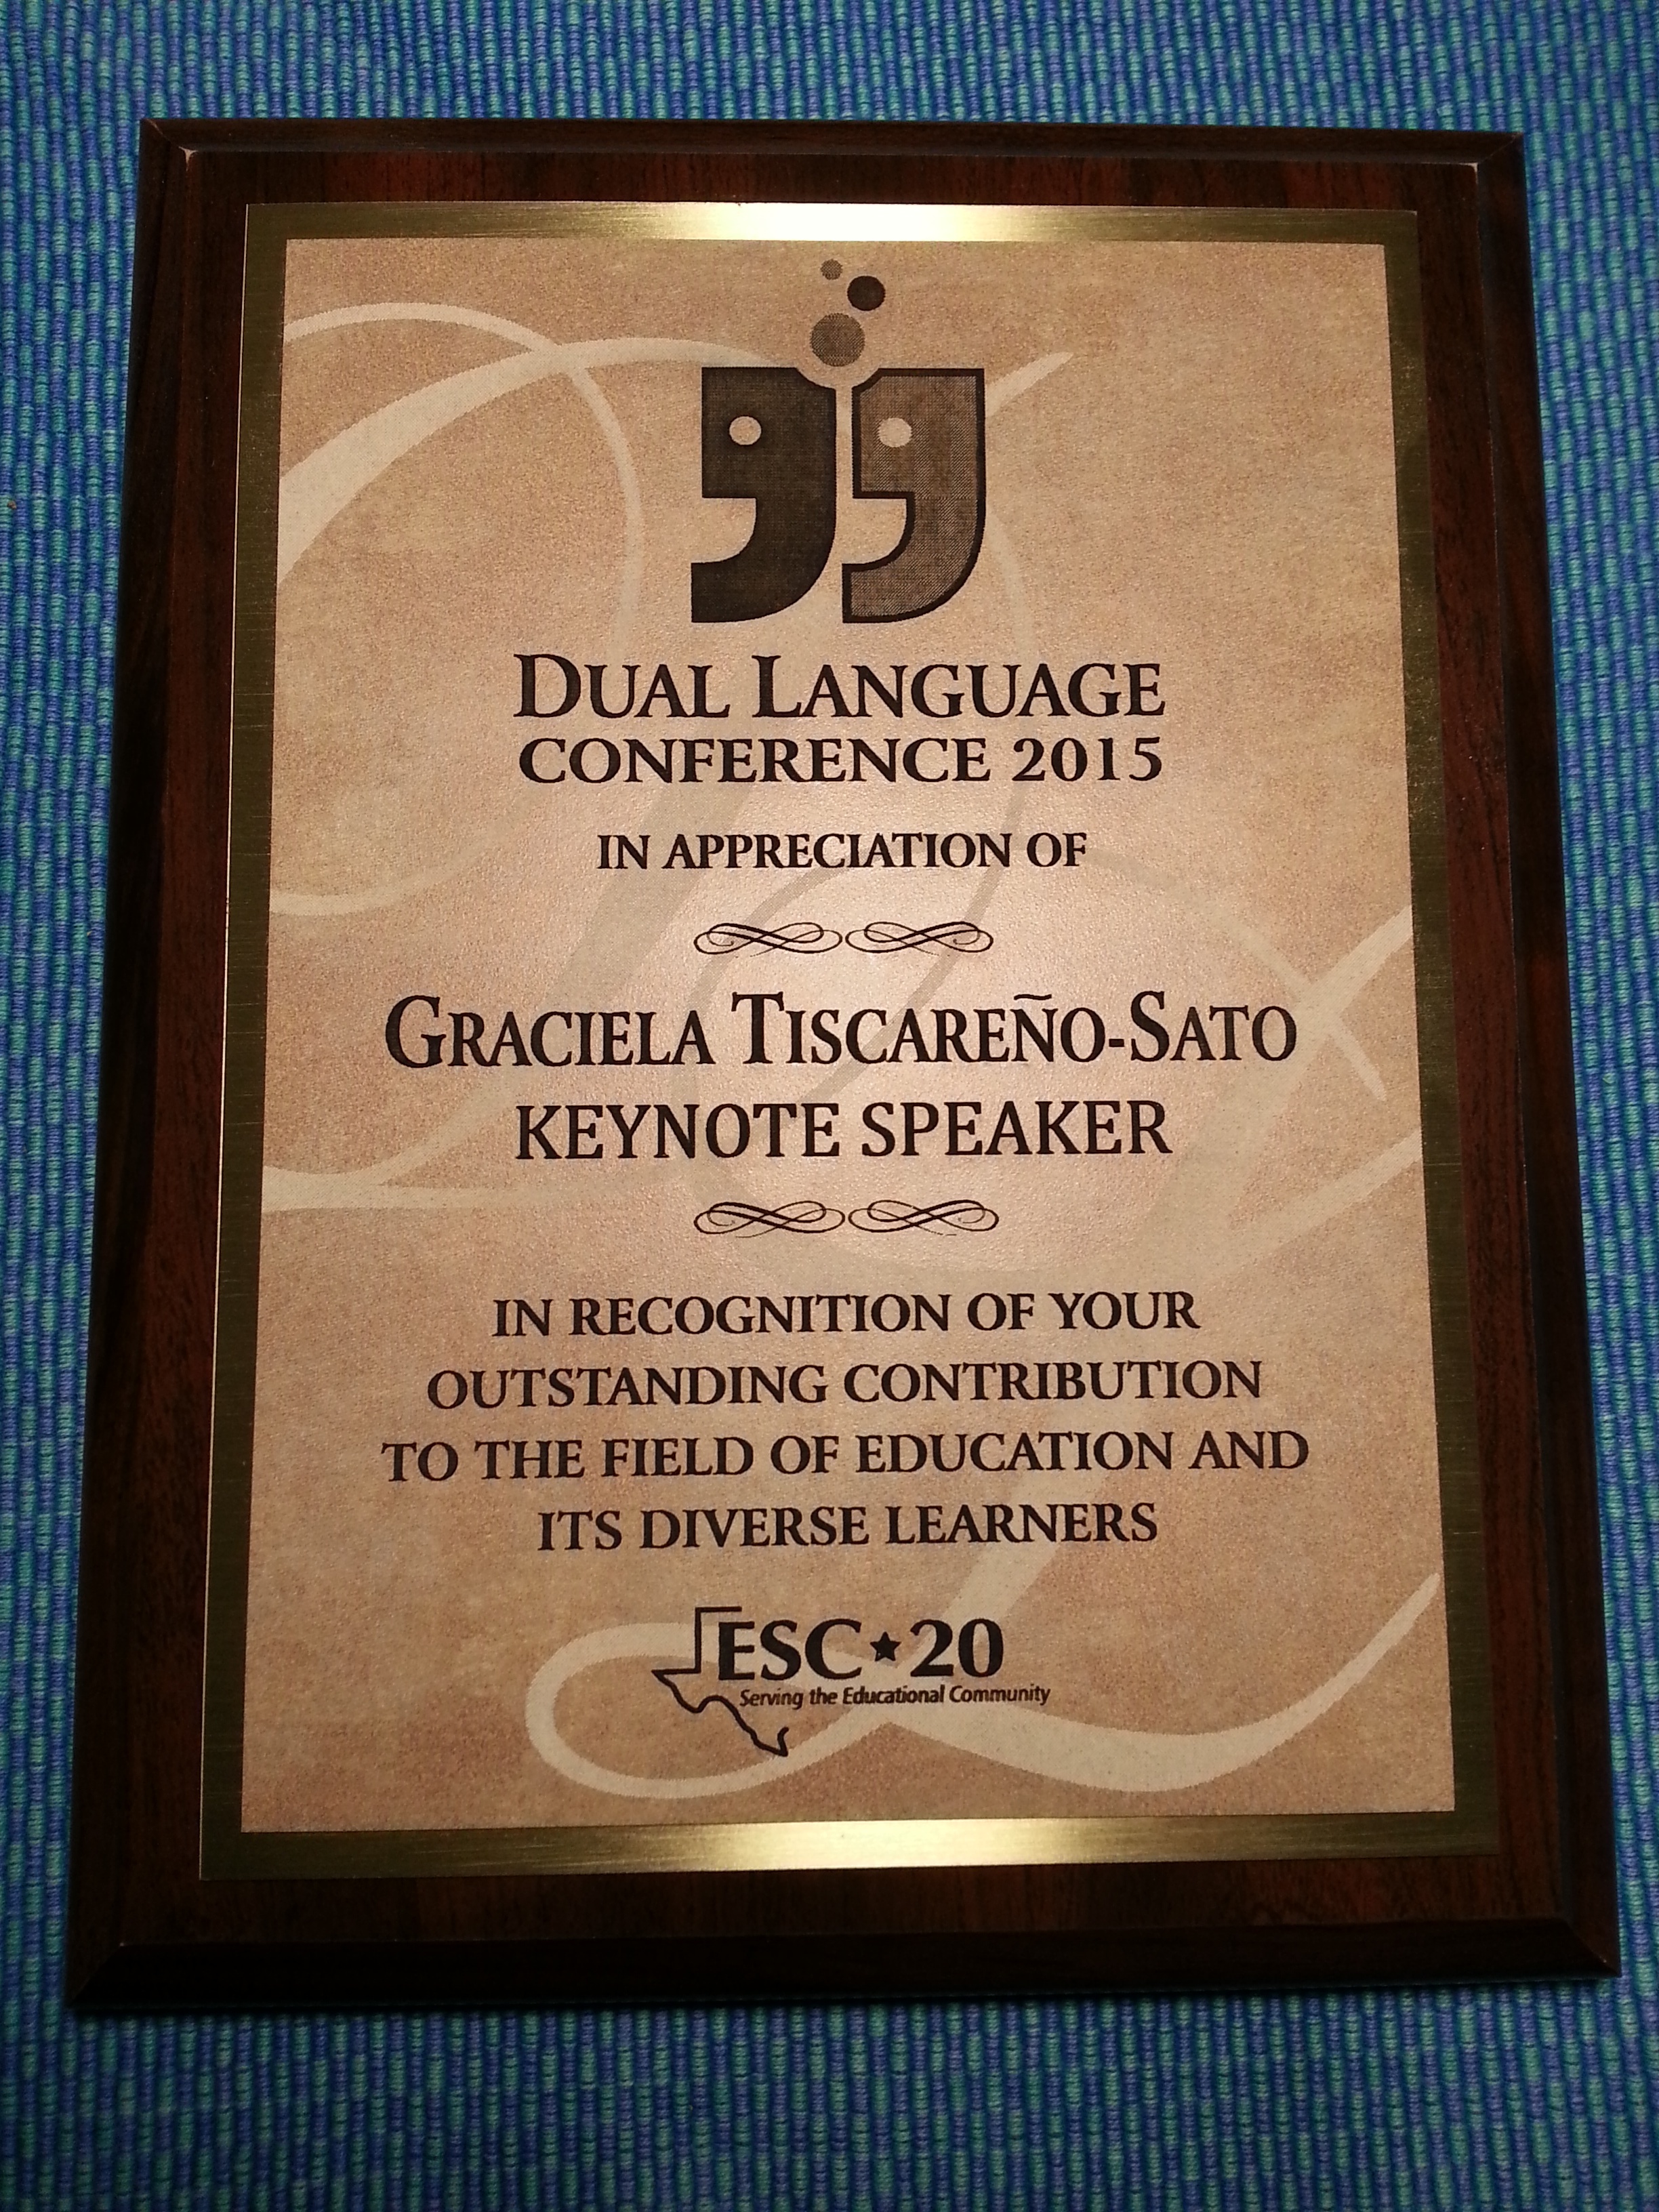 DUAL LANGUAGE
CONFERENCE 2015
IN APPRECIATION OF
GRACIELA TISCAREÑO-SATO
KEYNOTE SPEAKER
IN RECOGNITION OF YOUR
OUTSTANDING CONTRIBUTION
TO THE FIELD OF EDUCATION AND
ITS DIVERSE LEARNERS
ESC★20
Serving the Educational Community